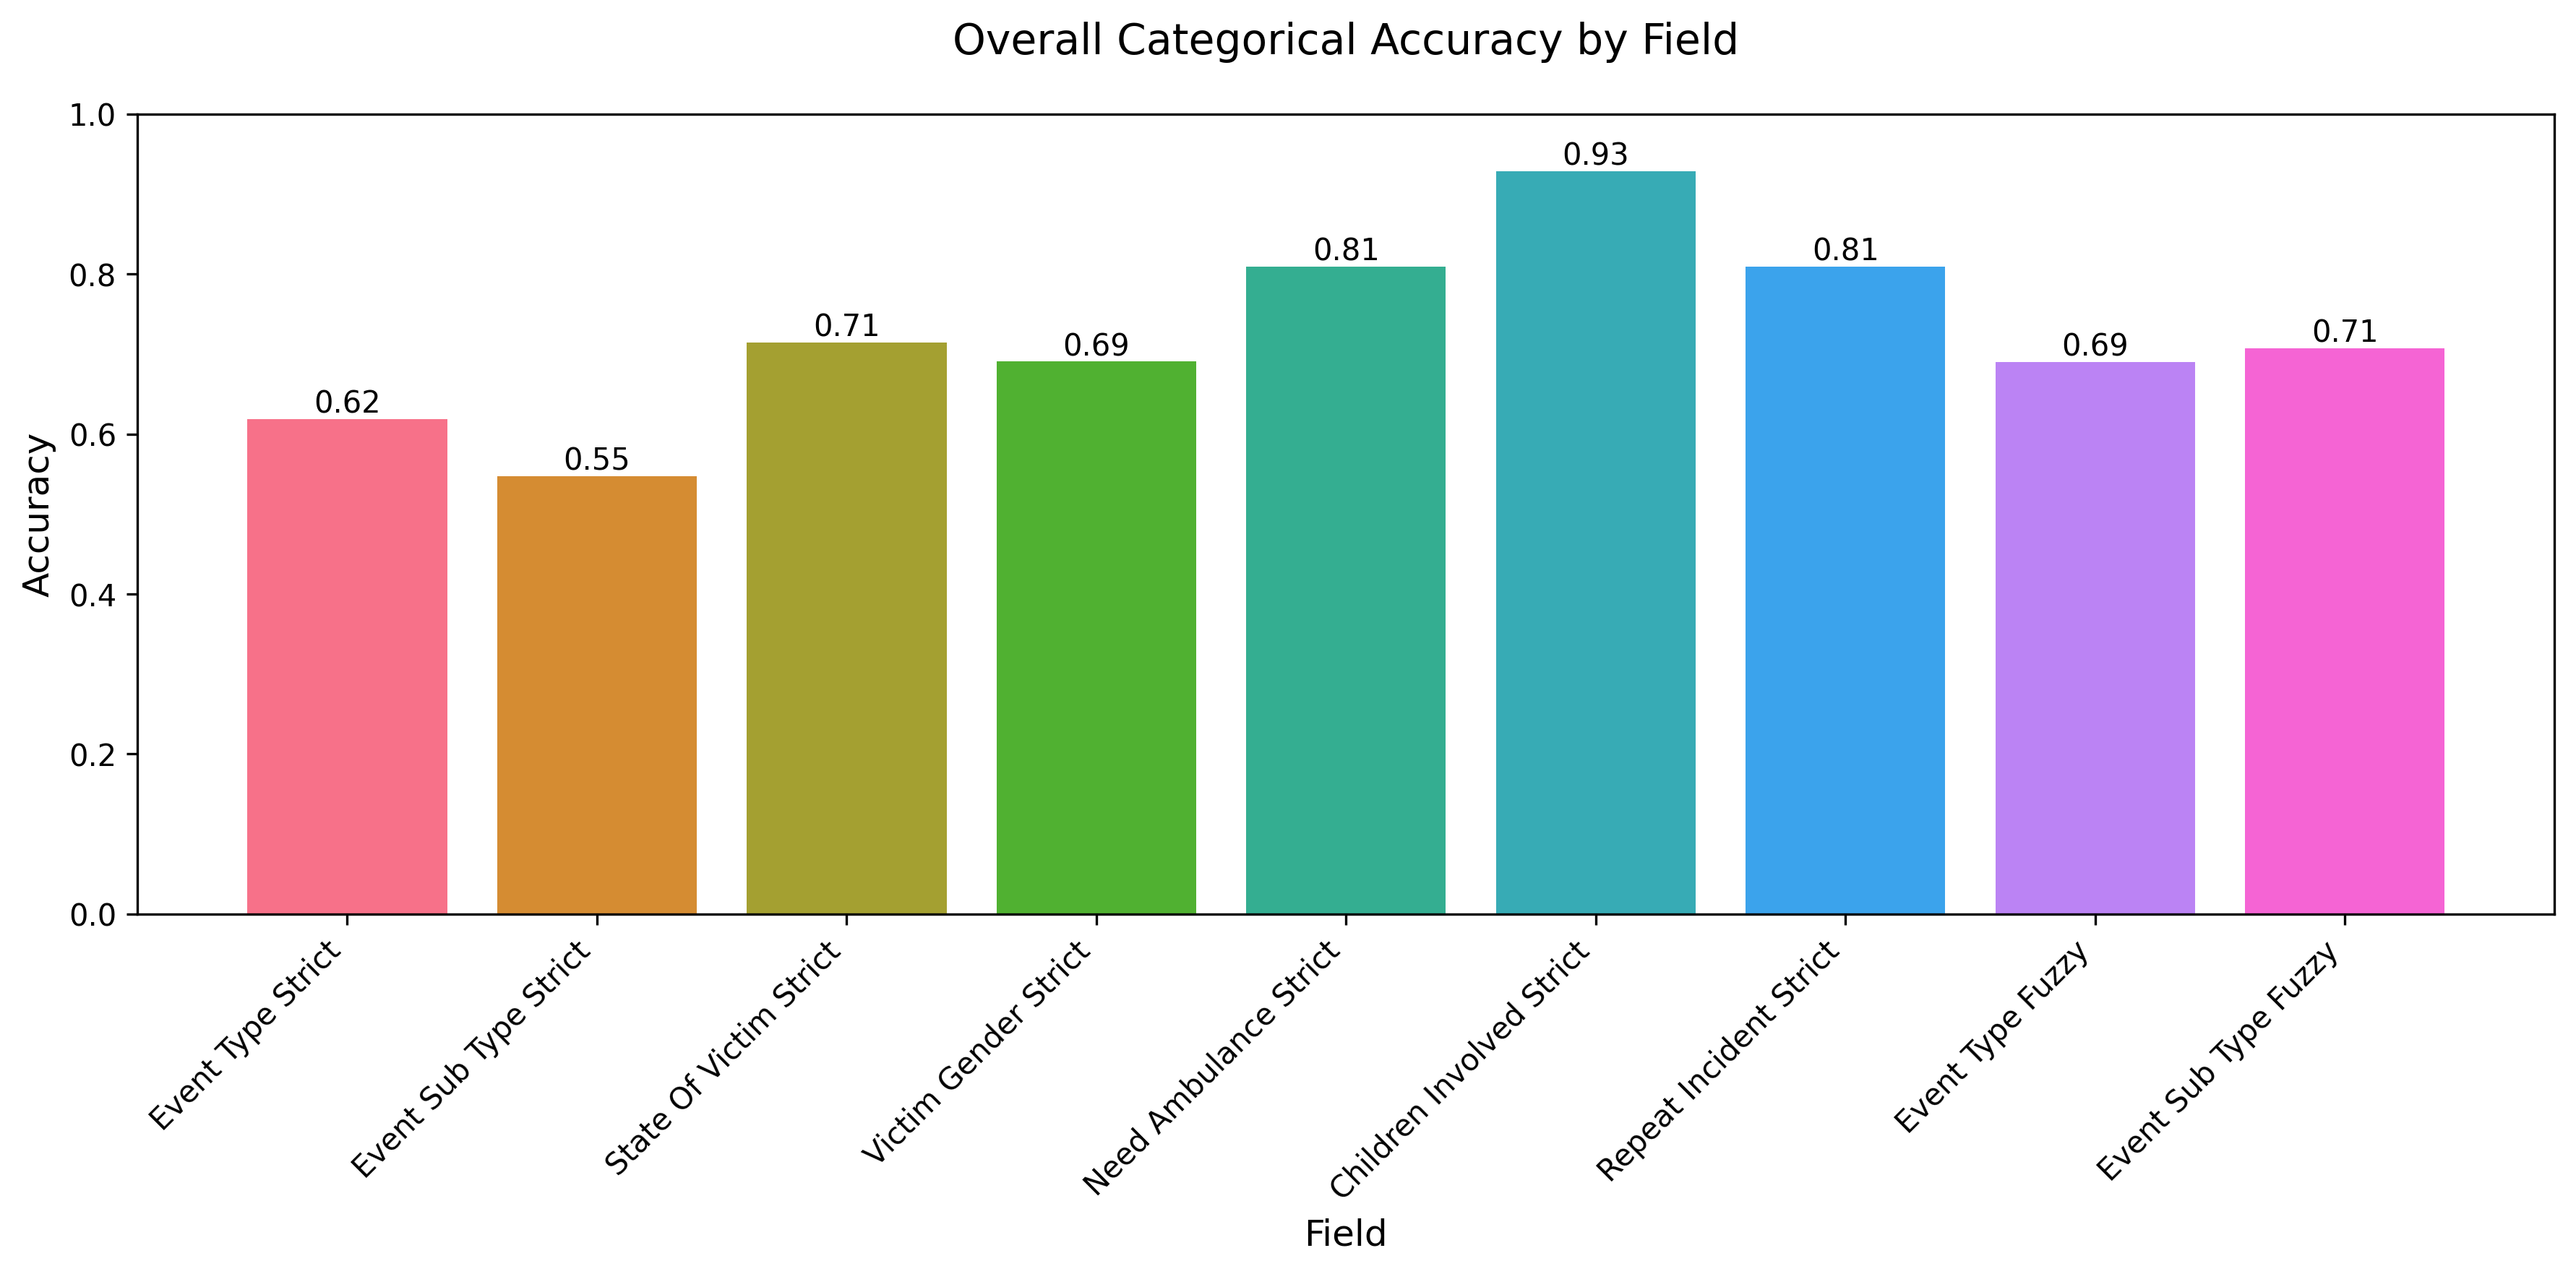 Overall Categorical Accuracy by Field
Accuracy
1.0
0.8
0.6
0.4
0.2
0.0
0.62
0.55
0.71
0.69
0.81
0.93
0.81
0.69
0.71
Event Type Strict
Event Sub Type Strict
State Of Victim Strict
Victim Gender Strict
Need Ambulance Strict
Children Involved Strict
Repeat Incident Strict
Event Type Fuzzy
Event Sub Type Fuzzy
Field